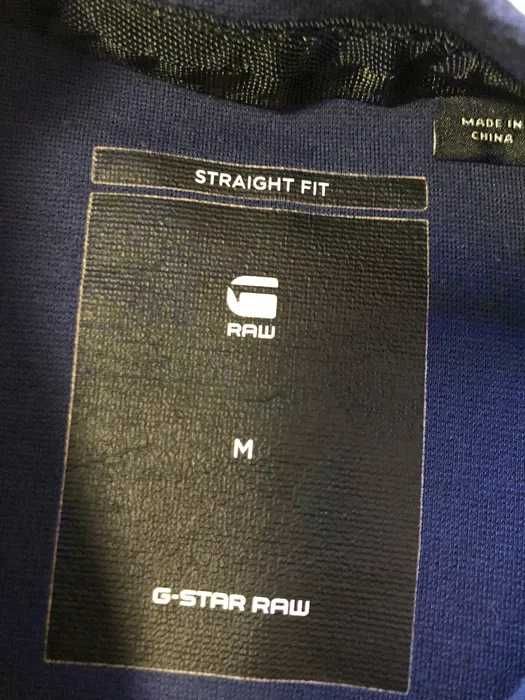 MADE IN
CHINA
STRAIGHT FIT
G
RAW
M
G-STAR RAW